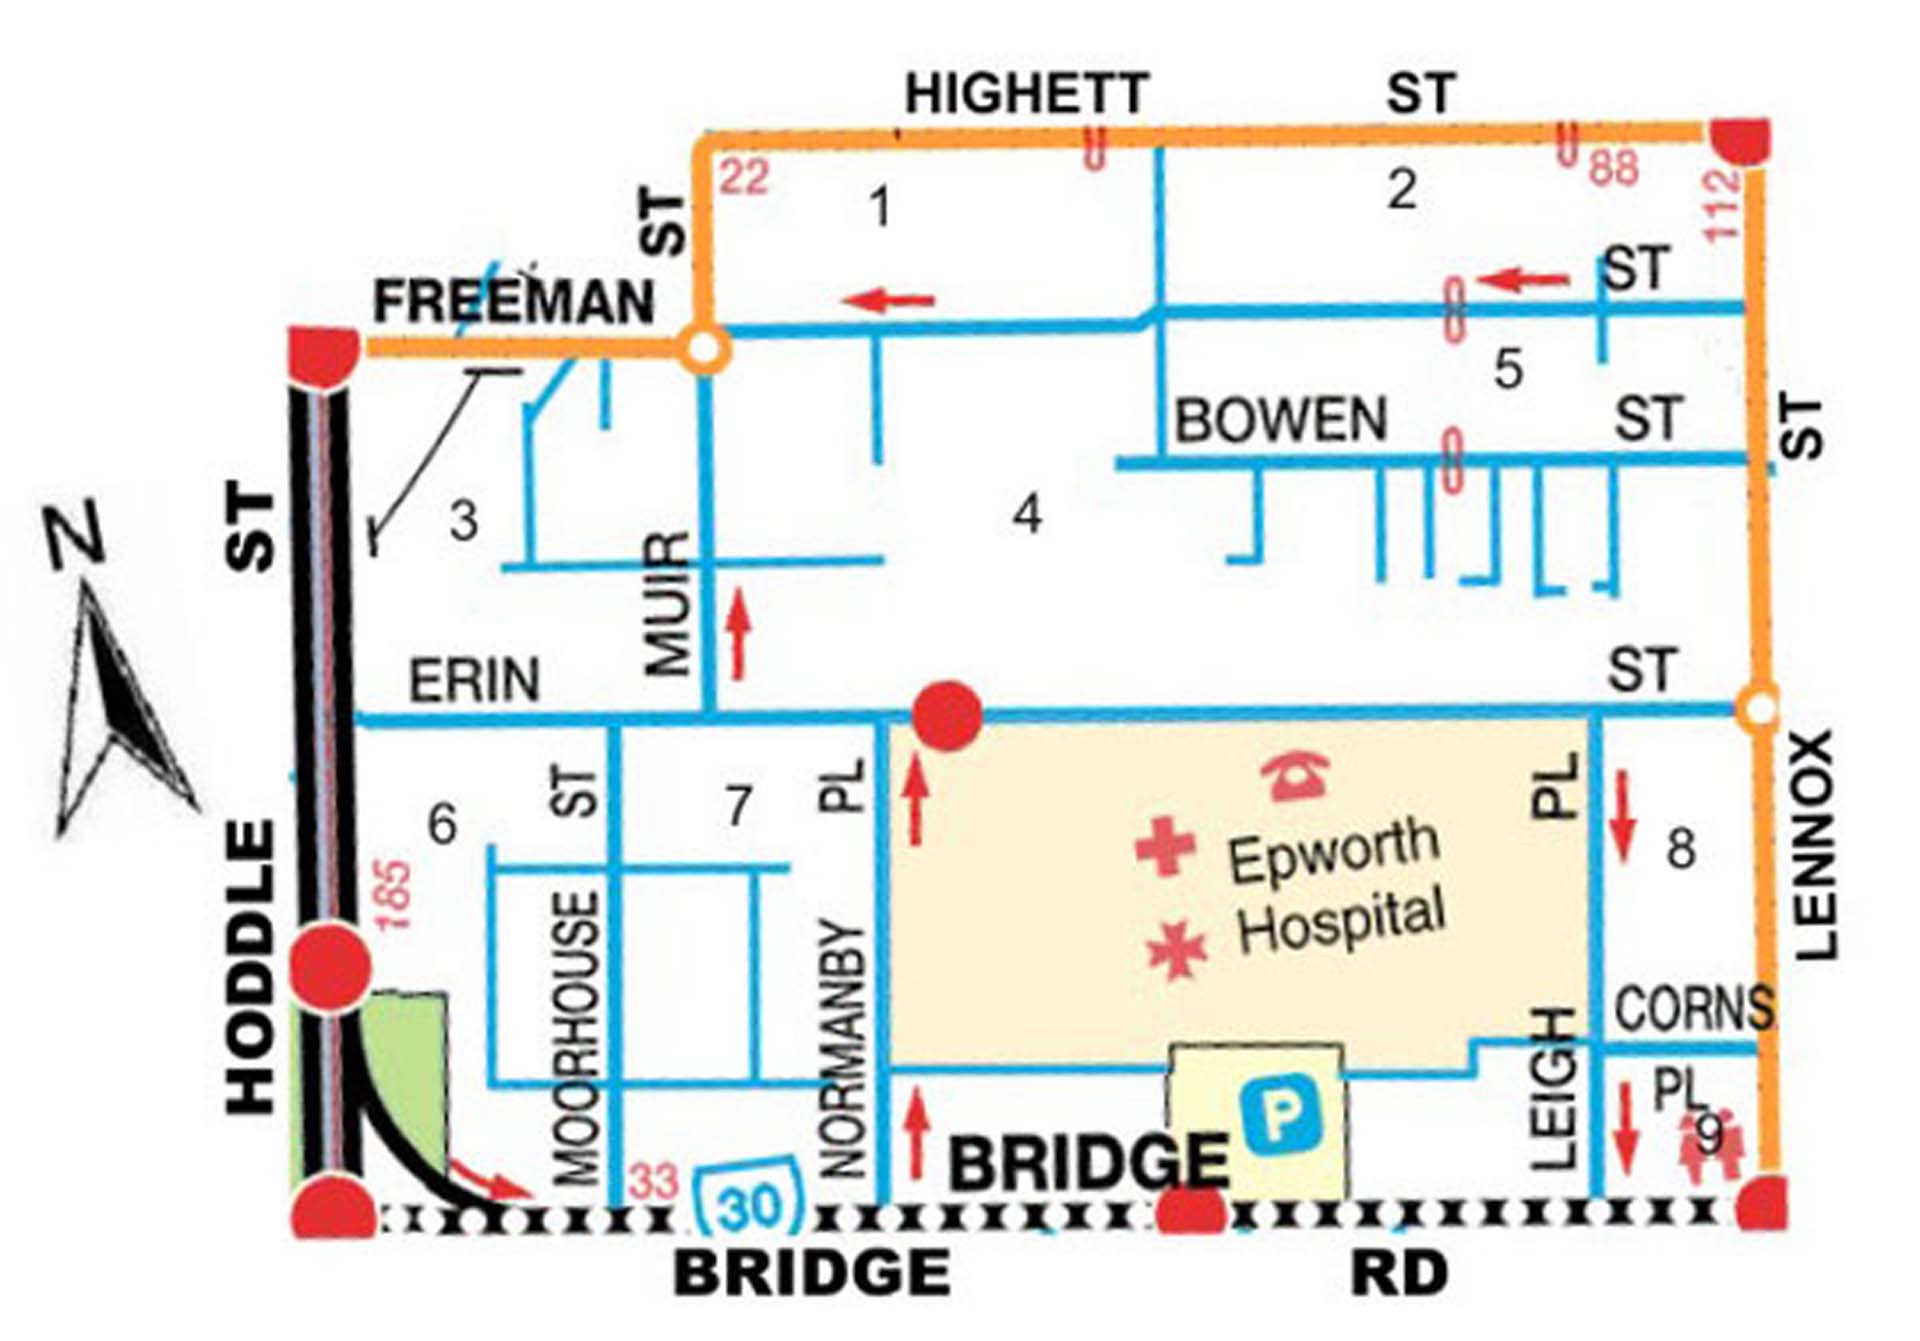 HIGHETT ST
22
1
2
88
112
ST
FREEMAN
ST
5
BOWEN ST
ST
N
ST
3
4
MUIR
ERIN
ST
6
ST
7
PL
PL
8
LENNOX
Epworth
Hospital
185
HODDLE
MOORHOUSE
NORMANBY
LEIGH
CORNS
PL
9
P
33
30
BRIDGE
BRIDGE RD